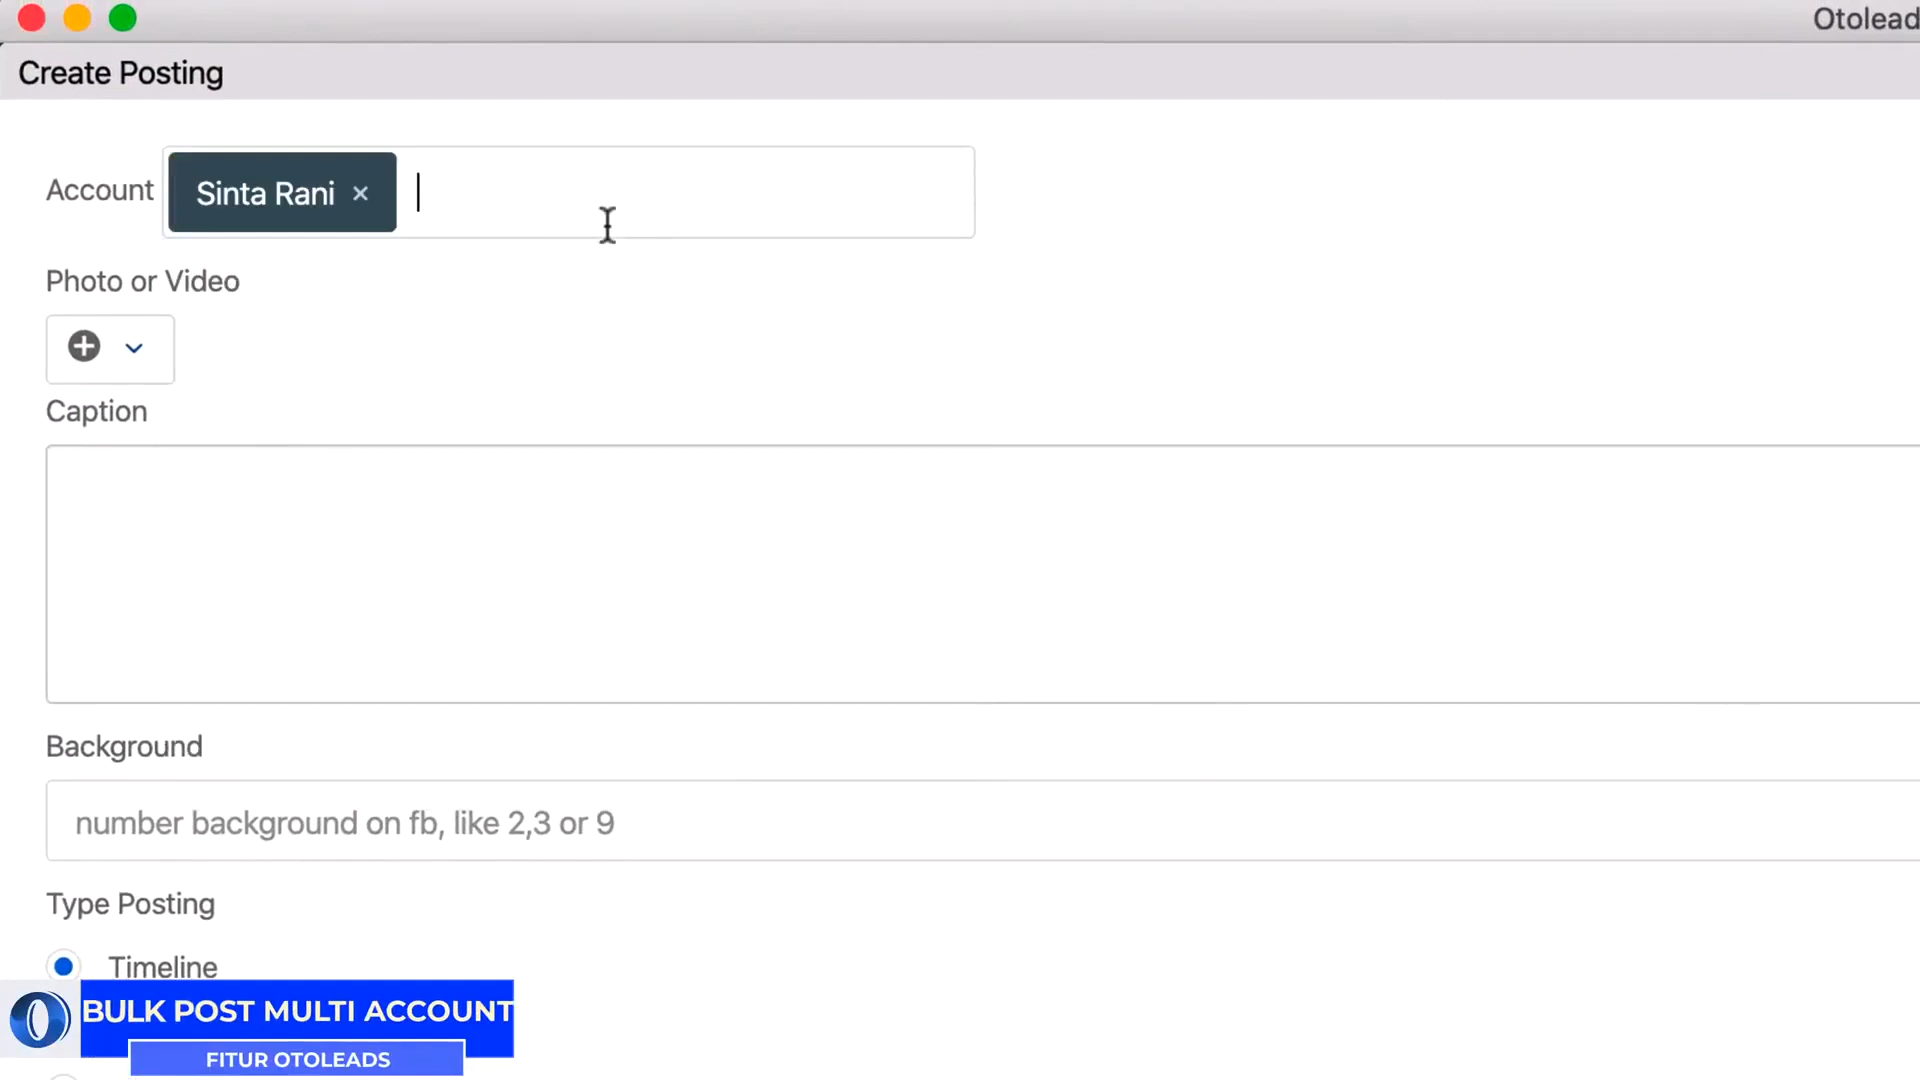 Otolead
Create Posting
Account Sinta Rani ×
Photo or Video
Caption
Background
number background on fb, like 2,3 or 9
Type Posting
Timeline
BULK POST MULTI ACCOUNT
FITUR OTOLEADS